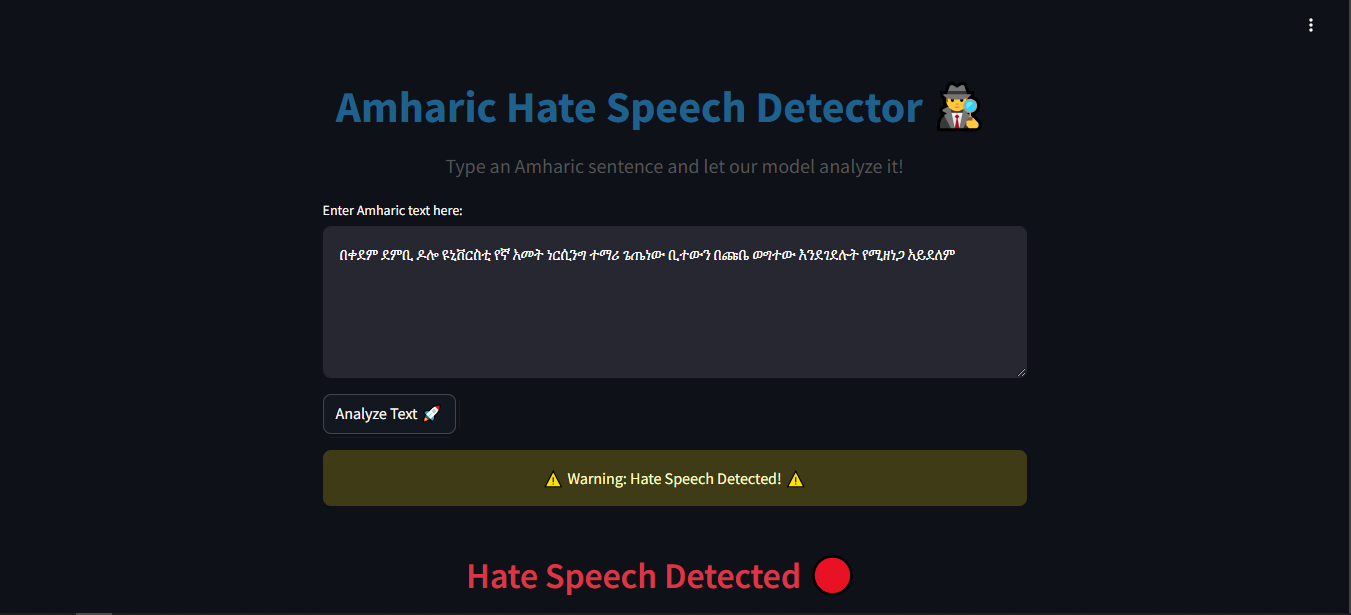 Amharic Hate Speech Detector
Type an Amharic sentence and let our model analyze it!
Enter Amharic text here:
በቀደም ደምቢ ዶሎ ዩኒቨርስቲ የኛ አመት ነርሲንግ ተማሪ ጌጤነው ቢተውን በጩቤ ወግተው እንደገደሉት የሚዘነጋ አይደለም
Analyze Text 🚀
⚠️ Warning: Hate Speech Detected! ⚠️
Hate Speech Detected